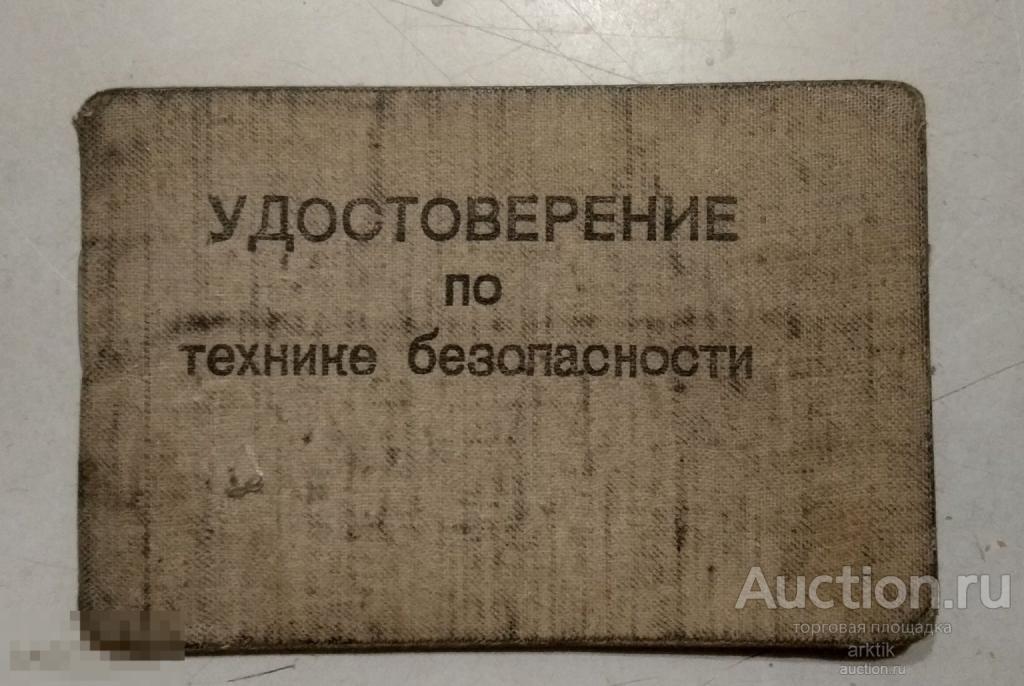 УДОСТОВЕРЕНИЕ
по
технике безопасности
Auction.ru
торговая площадка
arktik
auction.ru